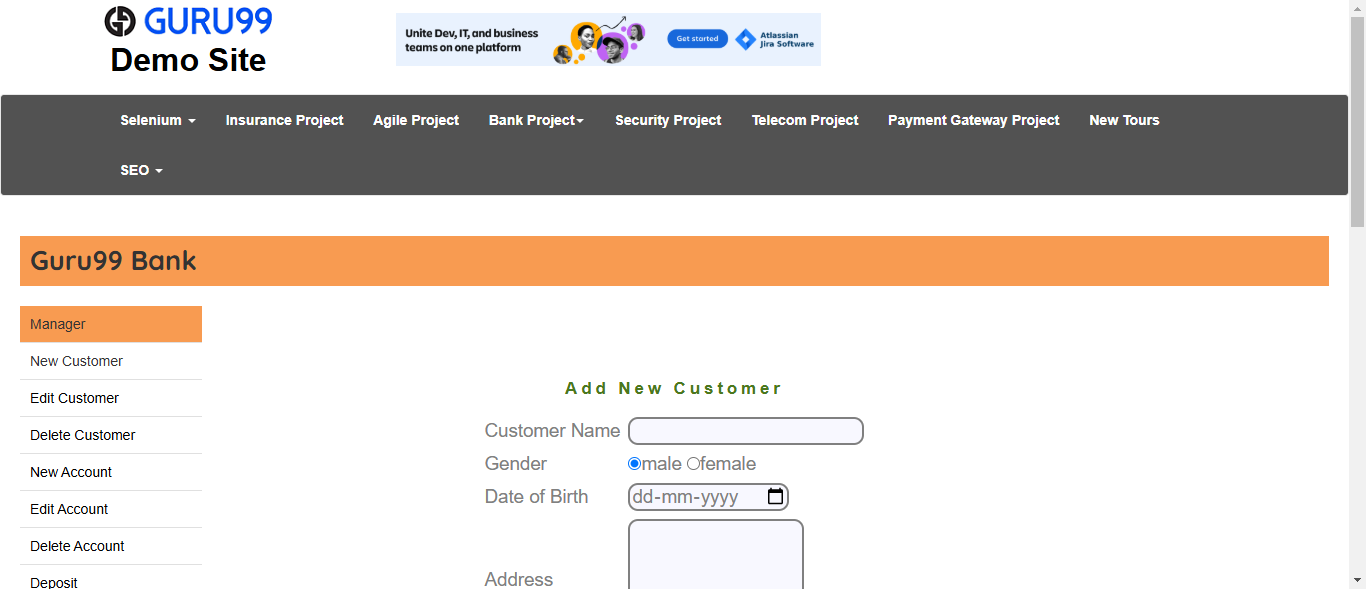 GURU99
Demo Site
Unite Dev, IT, and business
teams on one platform
Get started
Atlassian
Jira Software
Selenium Insurance Project Agile Project Bank Project Security Project Telecom Project Payment Gateway Project New Tours
SEO
Guru99 Bank
Manager
New Customer
Edit Customer
Delete Customer
New Account
Edit Account
Delete Account
Deposit
Add New Customer
Customer Name
Gender male female
Date of Birth dd-mm-yyyy
Address